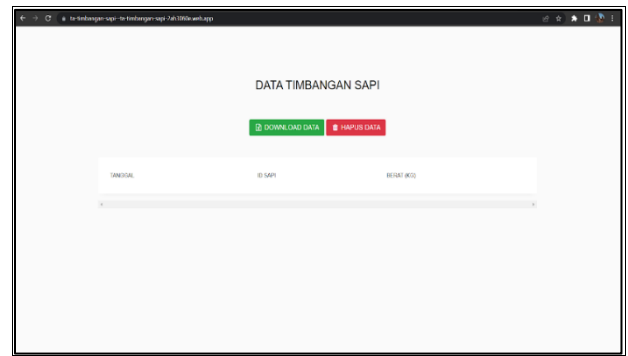 DATA TIMBANGAN SAPI
DOWNLOAD DATA HAPUS DATA
TANGGAL ID SAPI BERAT (KG)